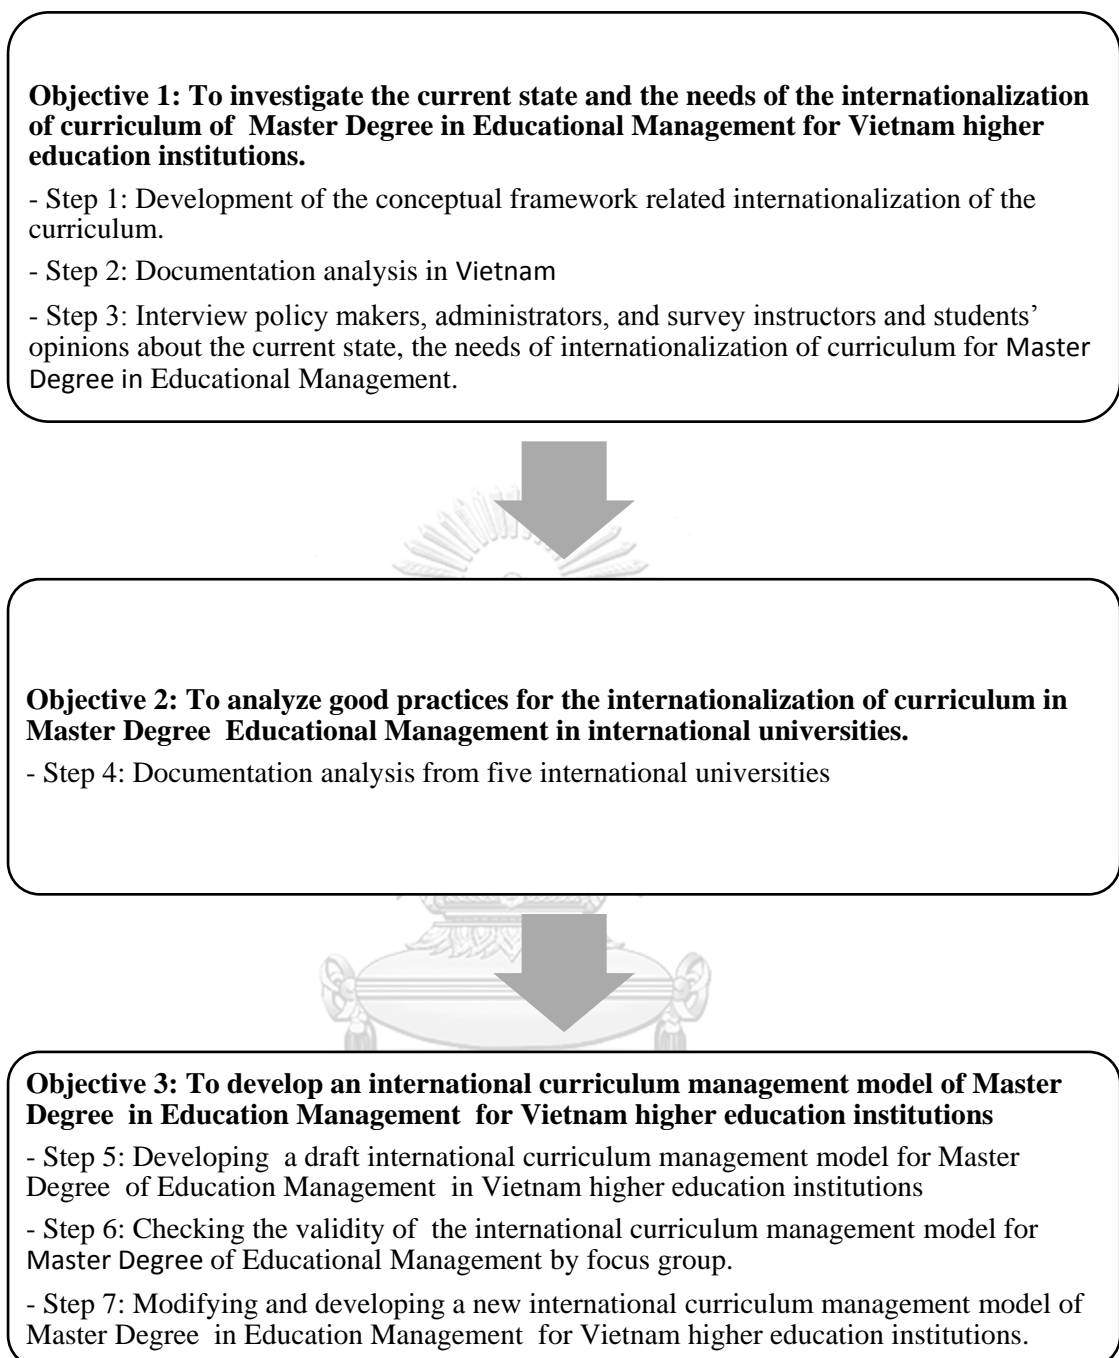 Objective 1: To investigate the current state and the needs of the internationalization
of curriculum of Master Degree in Educational Management for Vietnam higher
education institutions.
- Step 1: Development of the conceptual framework related internationalization of the
curriculum.
- Step 2: Documentation analysis in Vietnam
- Step 3: Interview policy makers, administrators, and survey instructors and students’
opinions about the current state, the needs of internationalization of curriculum for Master
Degree in Educational Management.
Objective 2: To analyze good practices for the internationalization of curriculum in
Master Degree Educational Management in international universities.
- Step 4: Documentation analysis from five international universities
Objective 3: To develop an international curriculum management model of Master
Degree in Education Management for Vietnam higher education institutions
- Step 5: Developing a draft international curriculum management model for Master
Degree of Education Management in Vietnam higher education institutions
- Step 6: Checking the validity of the international curriculum management model for
Master Degree of Educational Management by focus group.
- Step 7: Modifying and developing a new international curriculum management model of
Master Degree in Education Management for Vietnam higher education institutions.